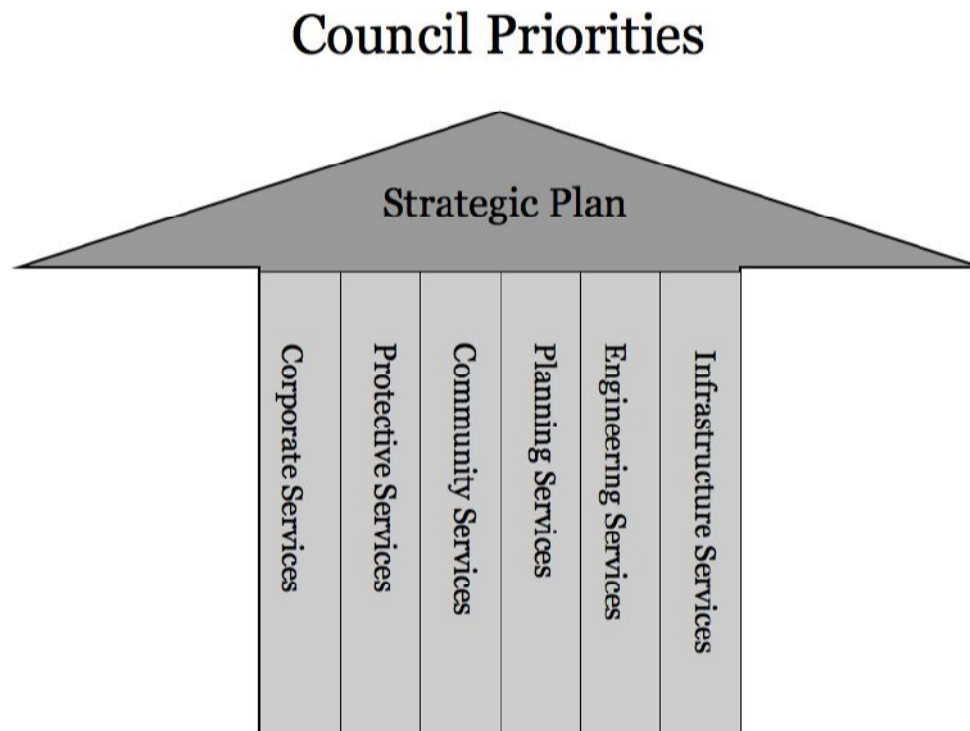 Council Priorities
Strategic Plan
Corporate Services
Protective Services
Community Services
Planning Services
Engineering Services
Infrastructure Services